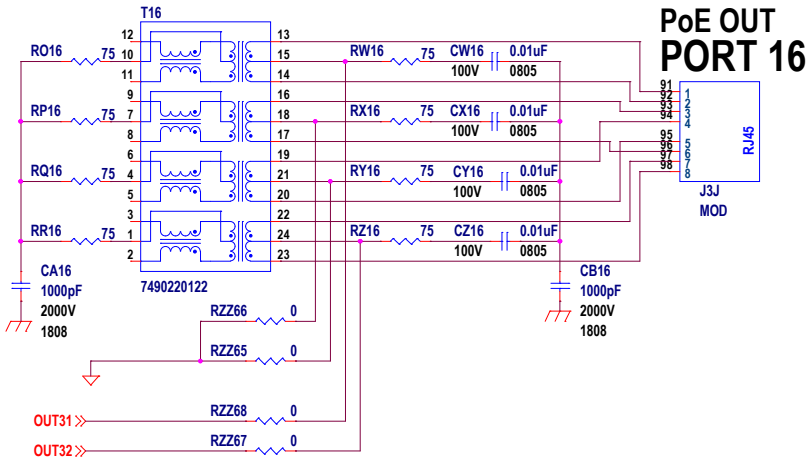 T16
PoE OUT
PORT 16
12 13
RO16 75 10 15 RW16 75 CW16 0.01uF
11 14 100V 0805
9 16
RP16 75 7 18 RX16 75 CX16 0.01uF
8 17 100V 0805
6 19
RQ16 75 4 21 RY16 75 CY16 0.01uF
5 20 100V 0805
3 22
RR16 75 1 24 RZ16 75 CZ16 0.01uF
2 23 100V 0805
91 1
92 2
93 3
94 4
95 5
96 6
97 7
98 8
RJ45
J3J
MOD
CA16
1000pF
2000V
1808
7490220122
CB16
1000pF
2000V
1808
RZZ66 0
RZZ65 0
OUT31 RZZ68 0
OUT32 RZZ67 0